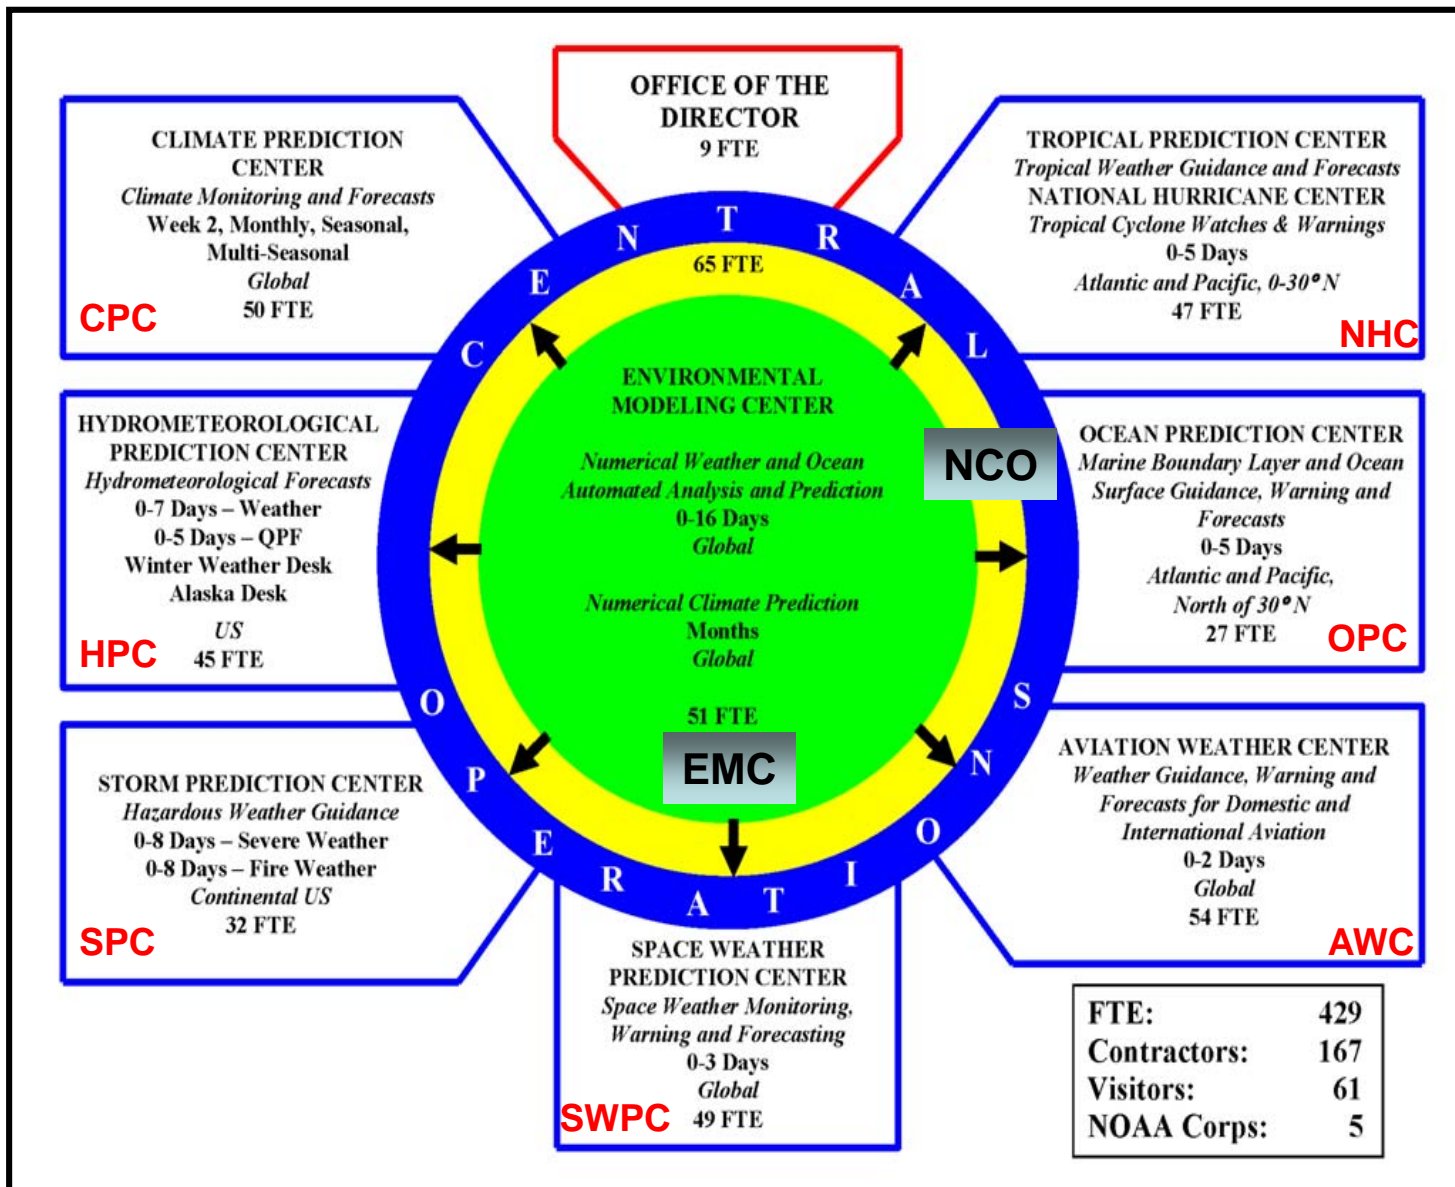 OFFICE OF THE
DIRECTOR
9 FTE
CLIMATE PREDICTION
CENTER
Climate Monitoring and Forecasts
Week 2, Monthly, Seasonal,
Multi-Seasonal
Global
50 FTE
CPC
TROPICAL PREDICTION CENTER
Tropical Weather Guidance and Forecasts
NATIONAL HURRICANE CENTER
Tropical Cyclone Watches & Warnings
0-5 Days
Atlantic and Pacific, 0-30° N
47 FTE
NHC
CENTRAL
OPERATIONS
65 FTE
ENVIRONMENTAL
MODELING CENTER
Numerical Weather and Ocean
Automated Analysis and Prediction
0-16 Days
Global
Numerical Climate Prediction
Months
Global
51 FTE
EMC
NCO
HYDROMETEOROLOGICAL
PREDICTION CENTER
Hydrometeorological Forecasts
0-7 Days – Weather
0-5 Days – QPF
Winter Weather Desk
Alaska Desk
US
45 FTE
HPC
OCEAN PREDICTION CENTER
Marine Boundary Layer and Ocean
Surface Guidance, Warning and
Forecasts
0-5 Days
Atlantic and Pacific,
North of 30° N
27 FTE
OPC
STORM PREDICTION CENTER
Hazardous Weather Guidance
0-8 Days – Severe Weather
0-8 Days – Fire Weather
Continental US
32 FTE
SPC
AVIATION WEATHER CENTER
Weather Guidance, Warning and
Forecasts for Domestic and
International Aviation
0-2 Days
Global
54 FTE
AWC
SPACE WEATHER
PREDICTION CENTER
Space Weather Monitoring,
Warning and Forecasting
0-3 Days
Global
49 FTE
SWPC
FTE: 429
Contractors: 167
Visitors: 61
NOAA Corps: 5